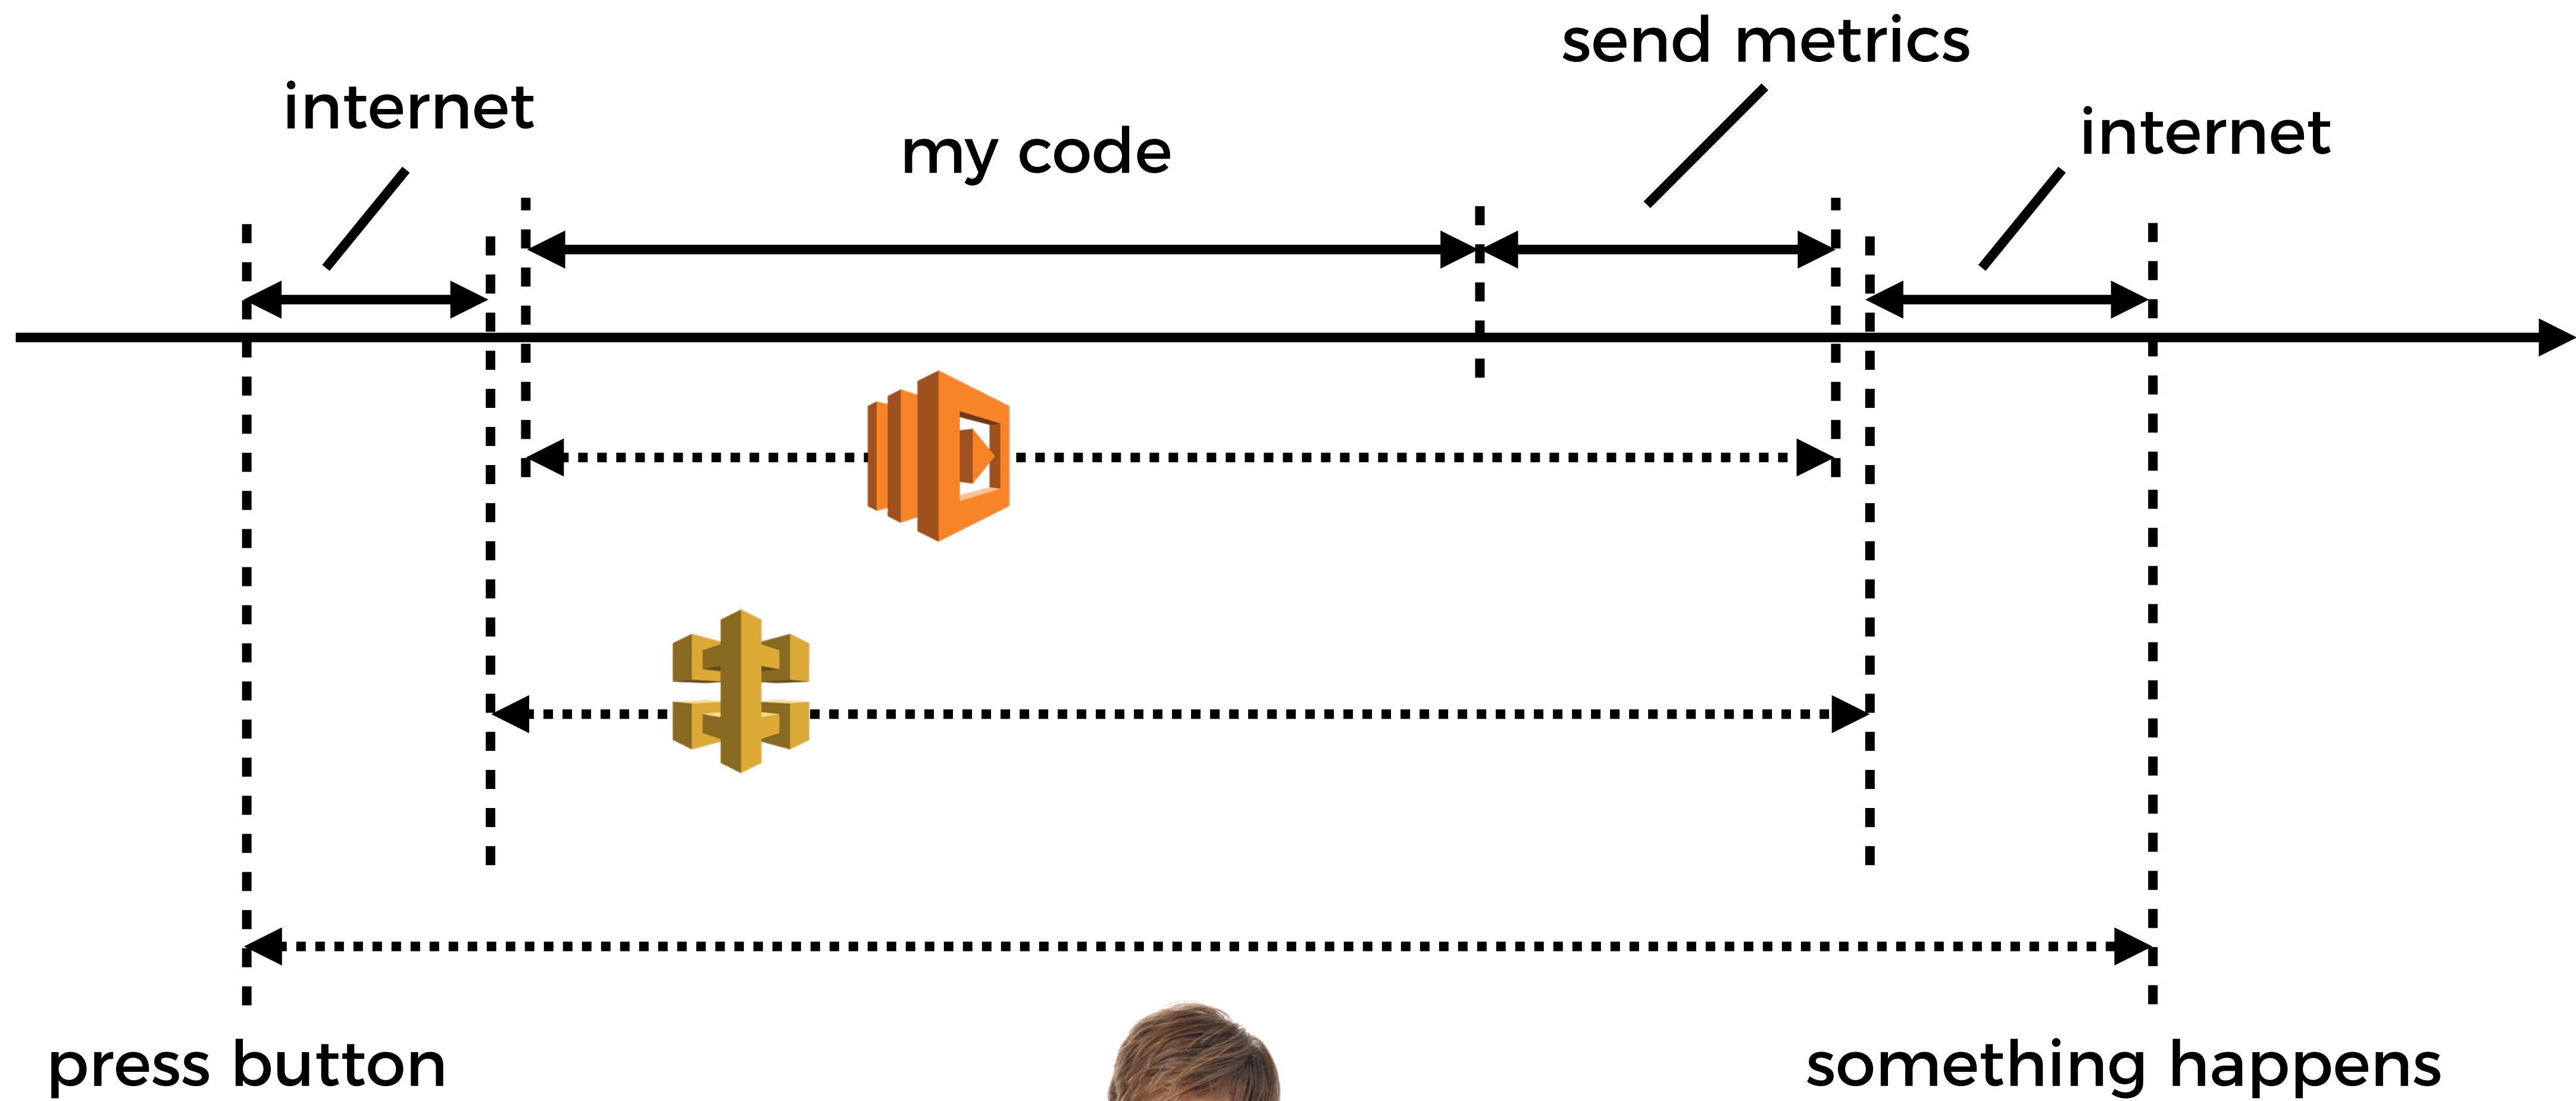 send metrics
internet
my code
internet
press button
something happens